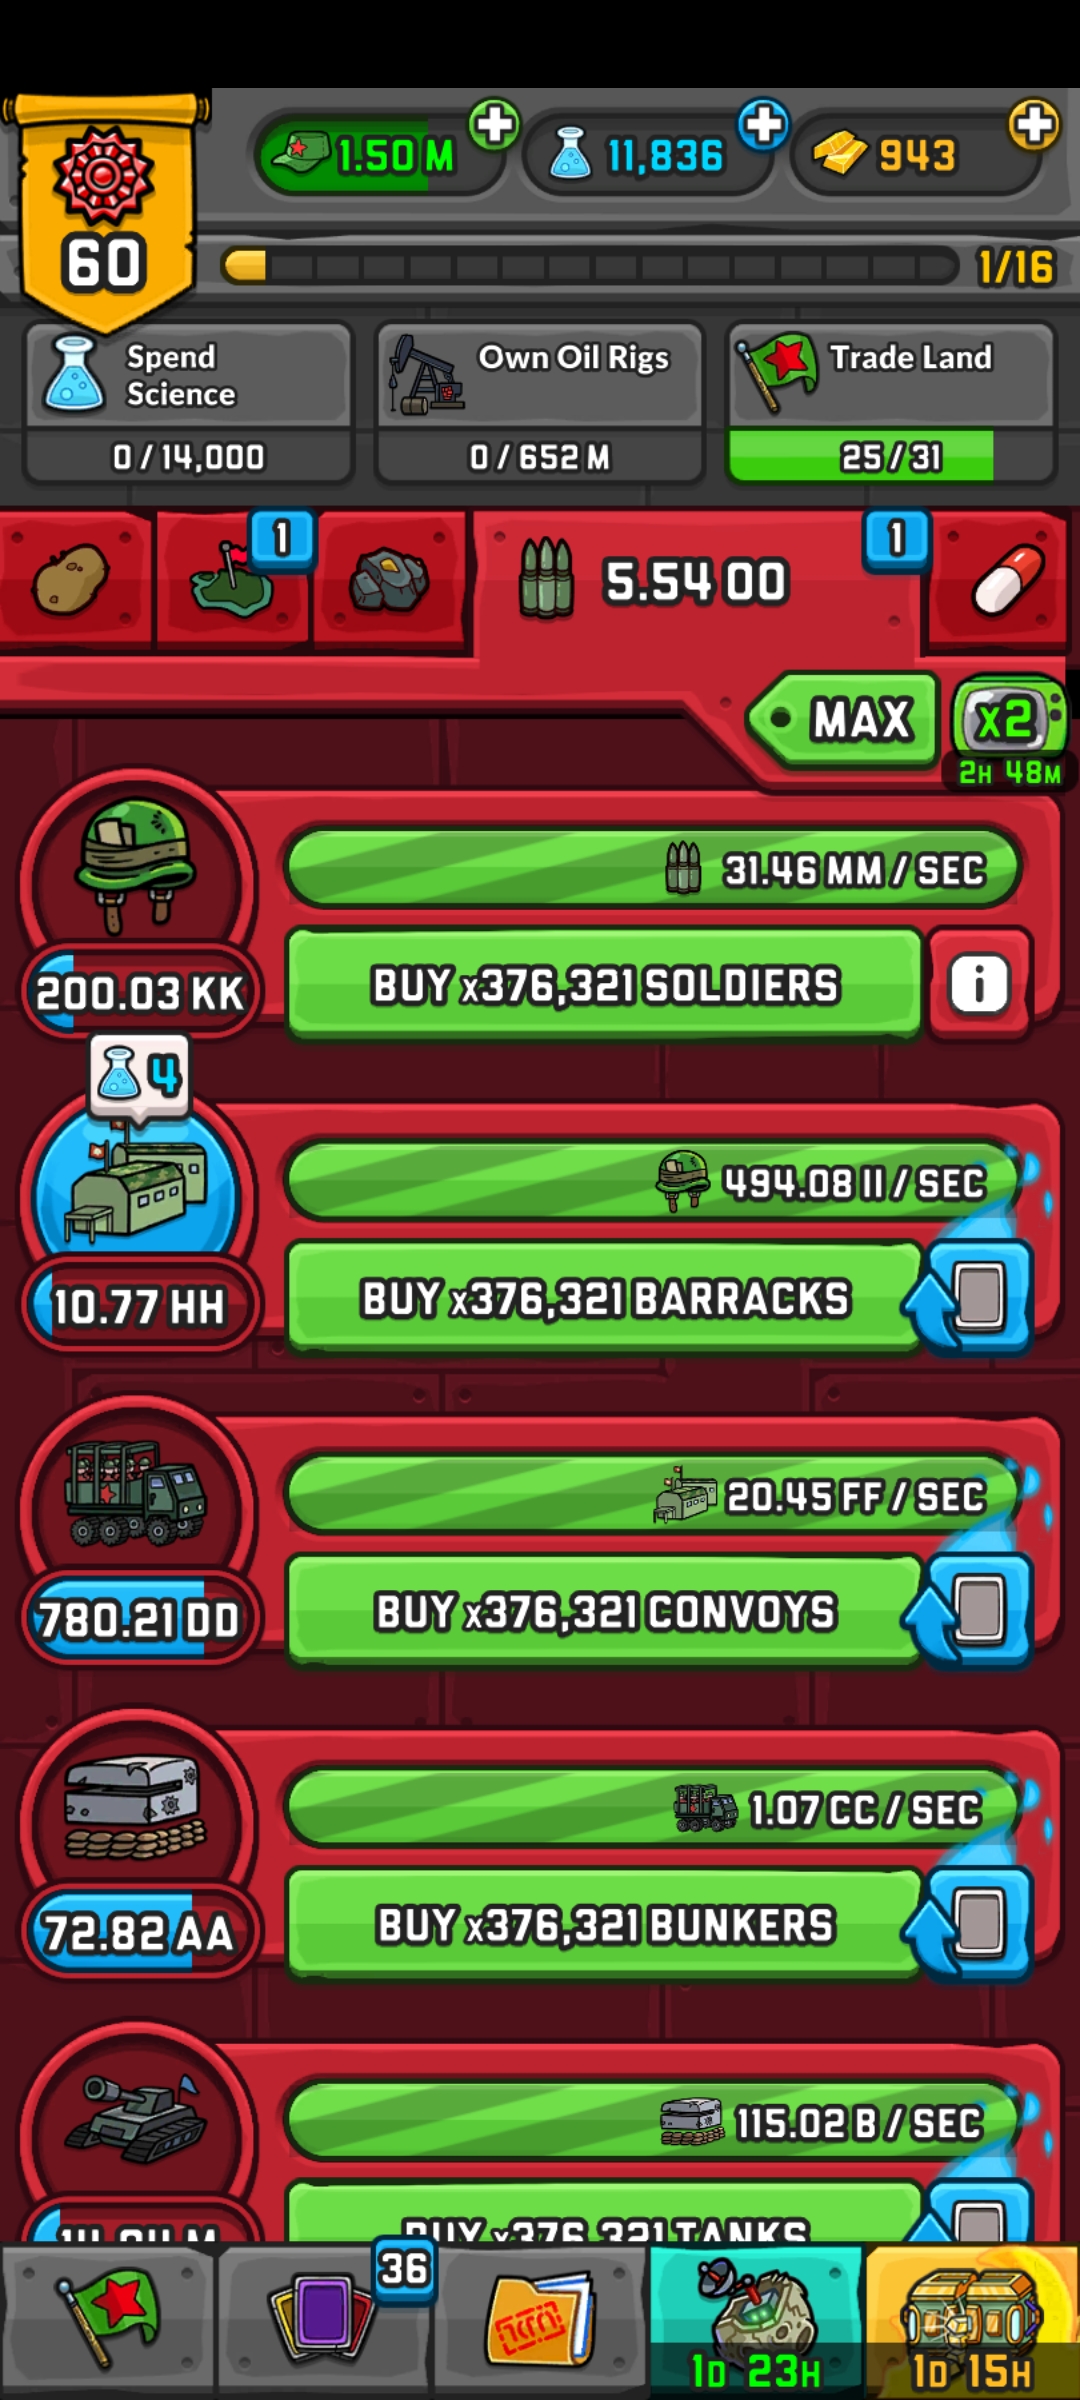 60
1.50 M
11,836
943
1/16
Spend
Science
0/14,000
Own Oil Rigs
0/652 M
Trade Land
25/31
1
5.54 OO
1
MAX
x2
2H 48M
31.46 MM / SEC
200.03 KK
BUY x376,321 SOLDIERS
i
4
494.08 II / SEC
10.77 HH
BUY x376,321 BARRACKS
20.45 FF / SEC
780.21 DD
BUY x376,321 CONVOYS
1.07 CC / SEC
72.82 AA
BUY x376,321 BUNKERS
115.02 B / SEC
BUY x376,321 TANKS
36
1D 23H
1D 15H